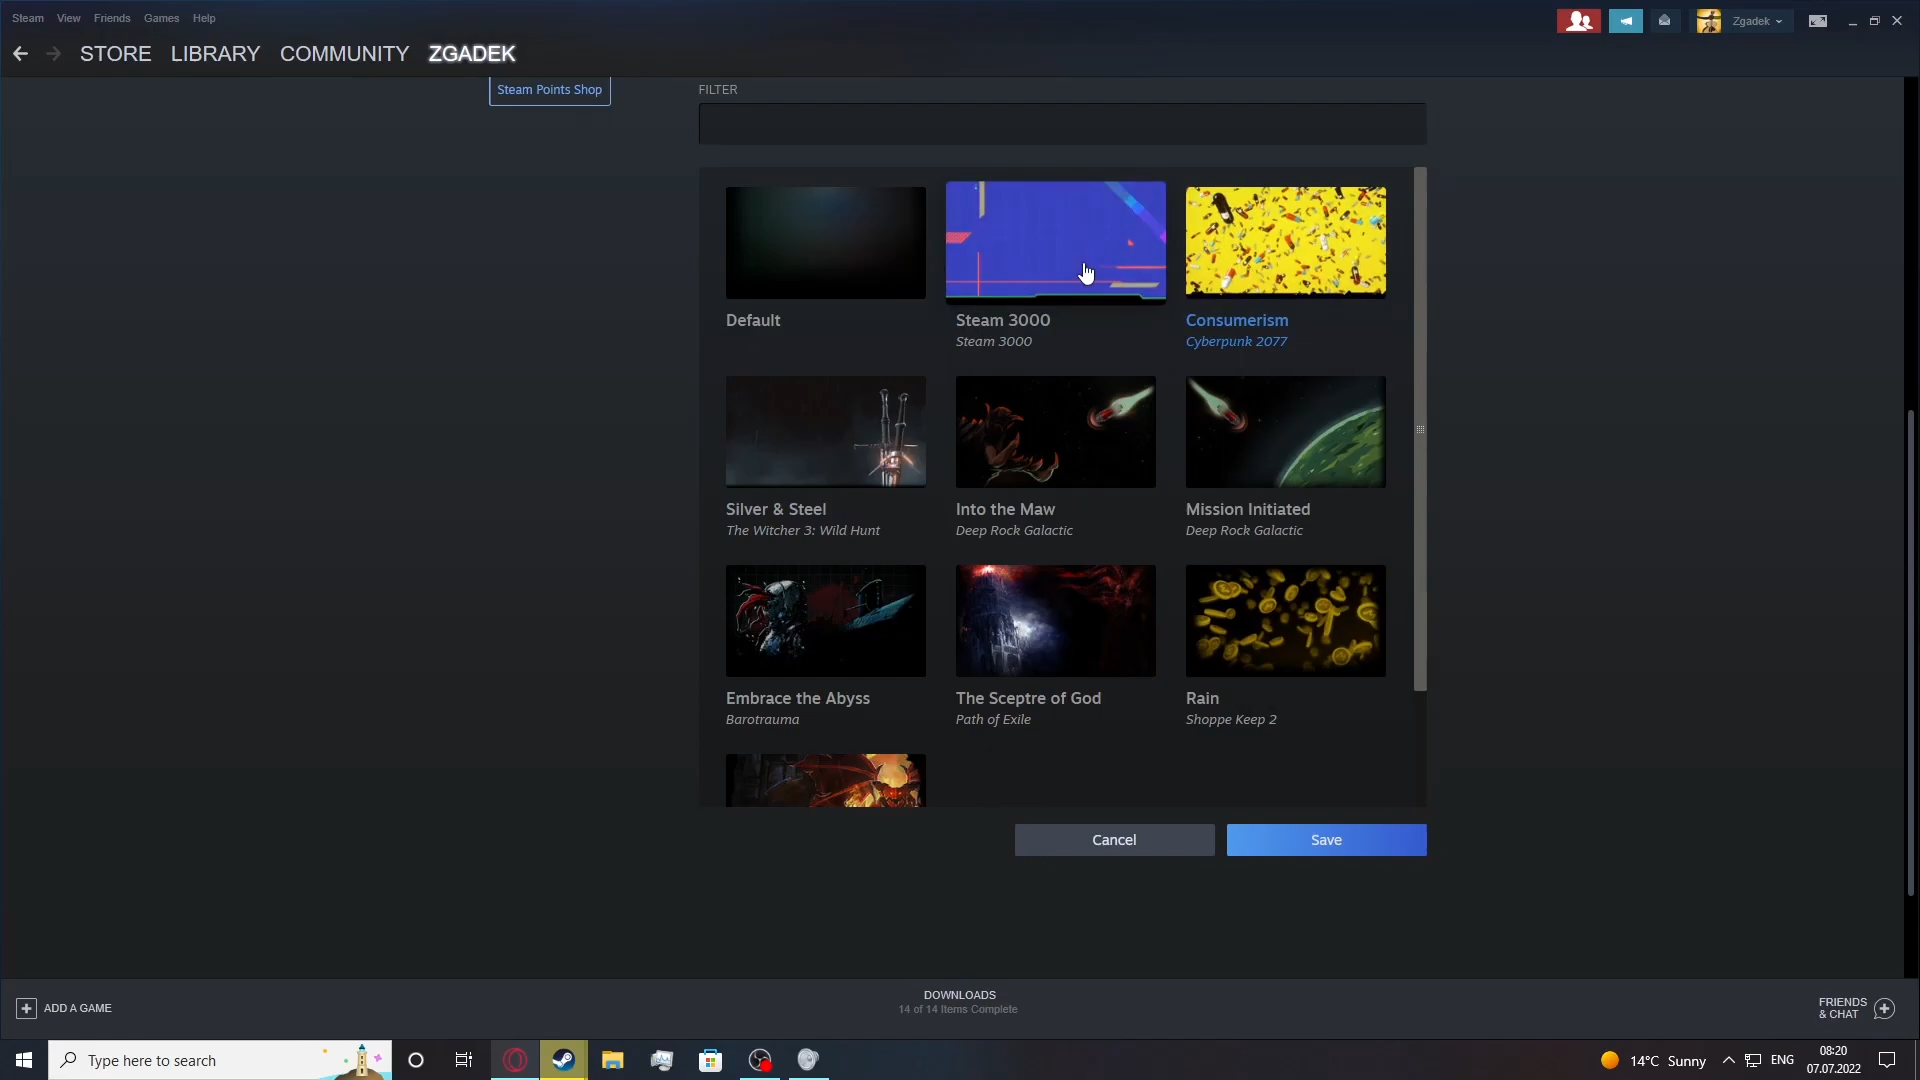 Steam View Friends Games Help
Zgadek
STORE LIBRARY COMMUNITY ZGADEK
Steam Points Shop
FILTER
Default
Steam 3000
Steam 3000
Consumerism
Cyberpunk 2077
Silver & Steel
The Witcher 3: Wild Hunt
Into the Maw
Deep Rock Galactic
Mission Initiated
Deep Rock Galactic
Embrace the Abyss
Barotrauma
The Sceptre of God
Path of Exile
Rain
Shoppe Keep 2
Cancel
Save
ADD A GAME
DOWNLOADS
14 of 14 Items Complete
FRIENDS
& CHAT
Type here to search
14°C Sunny
ENG
08:20
07.07.2022